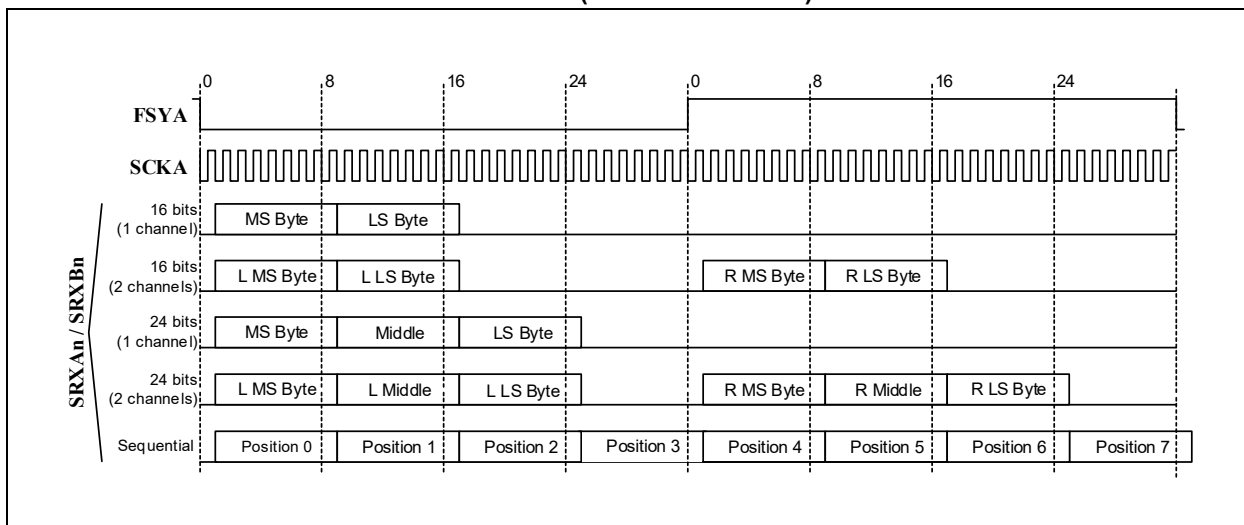 0 8 16 24 0 8 16 24
FSYA
SCKA
SRXAn / SRXBn
16 bits
(1 channel)
MS Byte LS Byte
16 bits
(2 channels)
L MS Byte L LS Byte R MS Byte R LS Byte
24 bits
(1 channel)
MS Byte Middle LS Byte
24 bits
(2 channels)
L MS Byte L Middle L LS Byte R MS Byte R Middle R LS Byte
Sequential Position 0 Position 1 Position 2 Position 3 Position 4 Position 5 Position 6 Position 7